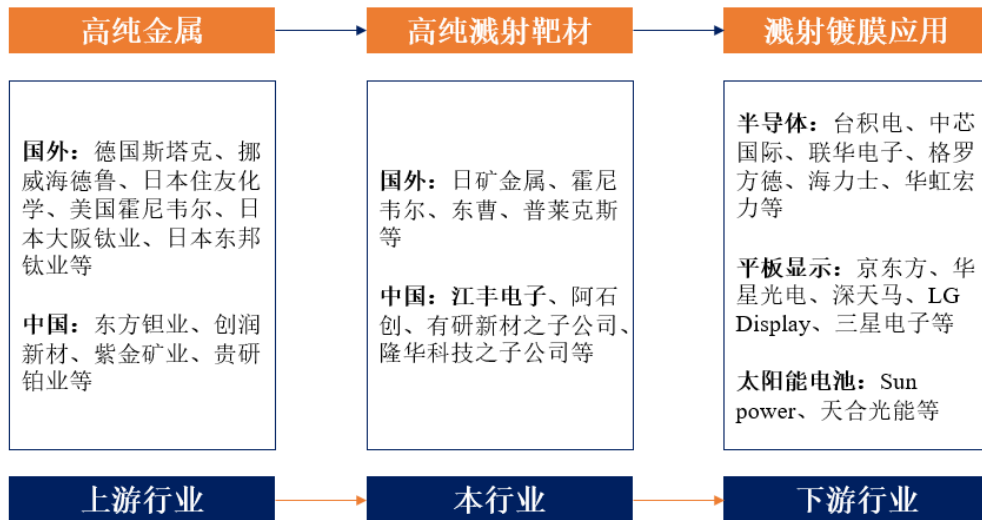 高纯金属
高纯溅射靶材
溅射镀膜应用
国外：德国斯塔克、挪
威海德鲁、日本住友化
学、美国霍尼韦尔、日
本大阪钛业、日本东邦
钛业等
中国：东方钽业、创润
新材、紫金矿业、贵研
铂业等
国外：日矿金属、霍尼
韦尔、东曹、普莱克斯
等
中国：江丰电子、阿石
创、有研新材之子公司、
隆华科技之子公司等
半导体：台积电、中芯
国际、联华电子、格罗
方德、海力士、华虹宏
力等
平板显示：京东方、华
星光电、深天马、LG
Display、三星电子等
太阳能电池：Sun
power、天合光能等
上游行业
本行业
下游行业